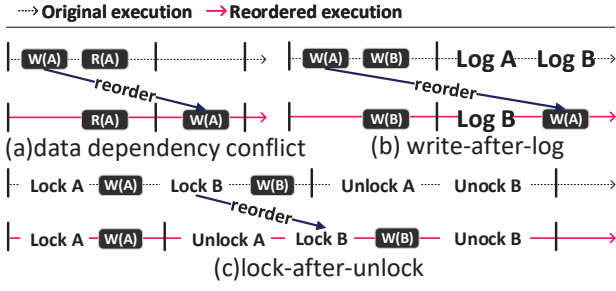 Original execution Reordered execution
W(A) R(A) W(A) W(B) Log A Log B
reorder reorder
R(A) W(A) W(B) Log B W(A)
(a)data dependency conflict (b) write-after-log
Lock A W(A) Lock B W(B) Unlock A Unock B
reorder
Lock A W(A) Unlock A Lock B W(B) Unock B
(c)lock-after-unlock